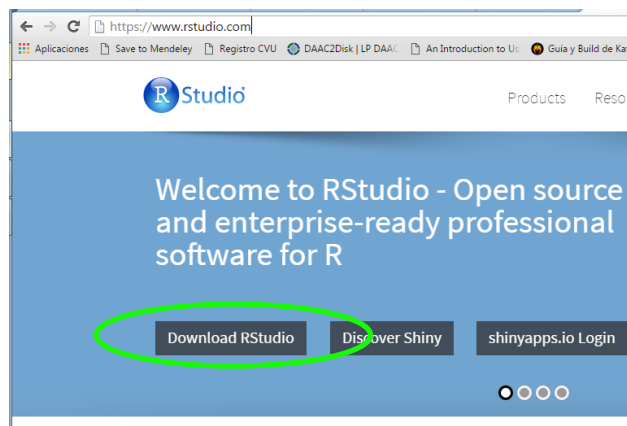 https://www.rstudio.com
Aplicaciones Save to Mendeley Registro CVU DAAC2Disk | LP DAAC An Introduction to Us Guia y Build de Ka
R Studio
Products Reso
Welcome to RStudio - Open source
and enterprise-ready professional
software for R
Download RStudio Discover Shiny shinyapps.io Login